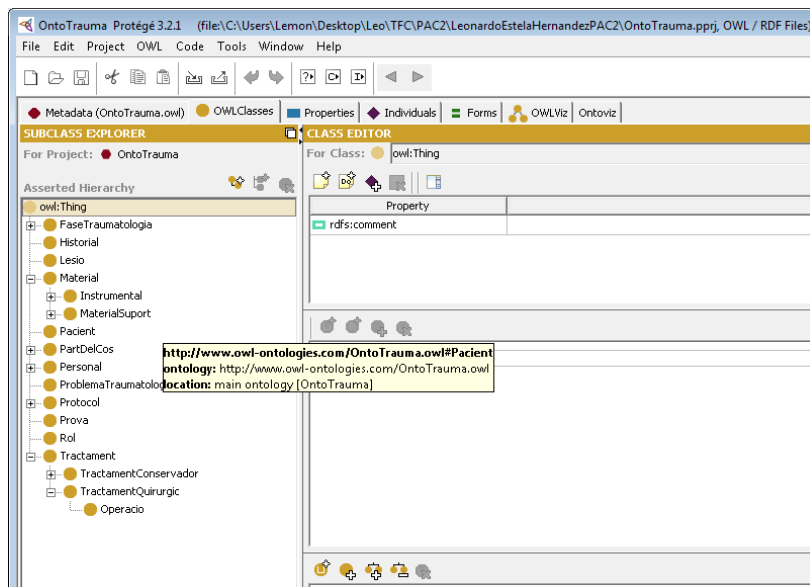 OntoTrauma Protégé 3.2.1 (file:\C:\Users\Lemon\Desktop\Leo\TFC\PAC2\LeonardoEstelaHernandezPAC2\OntoTrauma.pprj, OWL / RDF Files)
File Edit Project OWL Code Tools Window Help
Metadata (OntoTrauma.owl) OWLClasses Properties Individuals Forms OWLViz Ontoviz
SUBCLASS EXPLORER
For Project: OntoTrauma
Asserted Hierarchy
owl:Thing
FaseTraumatologia
Historial
Lesio
Material
Instrumental
MaterialSuport
Pacient
PartDelCos
Personal
ProblemaTraumatolo
Protocol
Prova
Rol
Tractament
TractamentConservador
TractamentQuirurgic
Operacio
CLASS EDITOR
For Class: owl:Thing
Property
rdfs:comment
http://www.owl-ontologies.com/OntoTrauma.owl#Pacient
ontology: http://www.owl-ontologies.com/OntoTrauma.owl
location: main ontology [OntoTrauma]